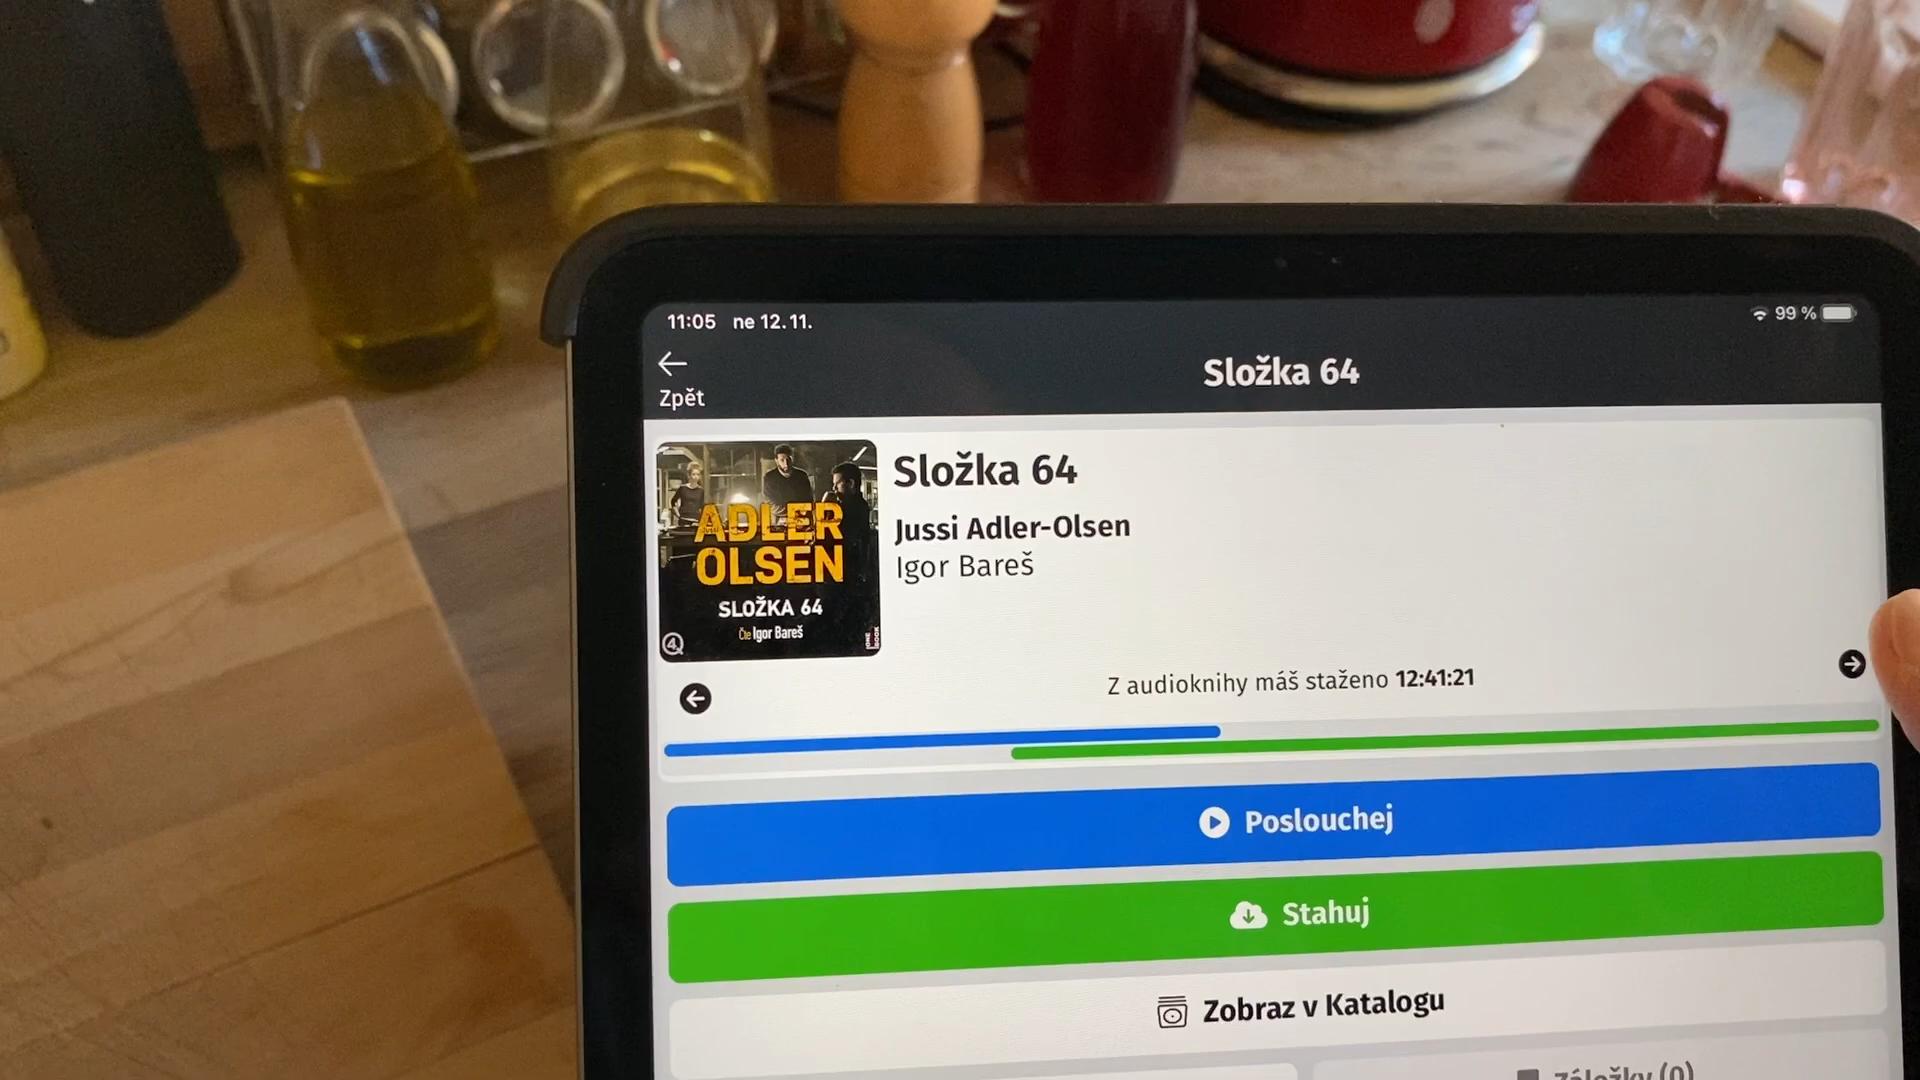 11:05 ne 12.11.
99 %
Zpět
Složka 64
ADLER
OLSEN
SLOŽKA 64
Čte Igor Bareš
Složka 64
Jussi Adler-Olsen
Igor Bareš
Z audioknihy máš staženo 12:41:21
Poslouchej
Stahuj
Zobraz v Katalogu
Záložky (0)